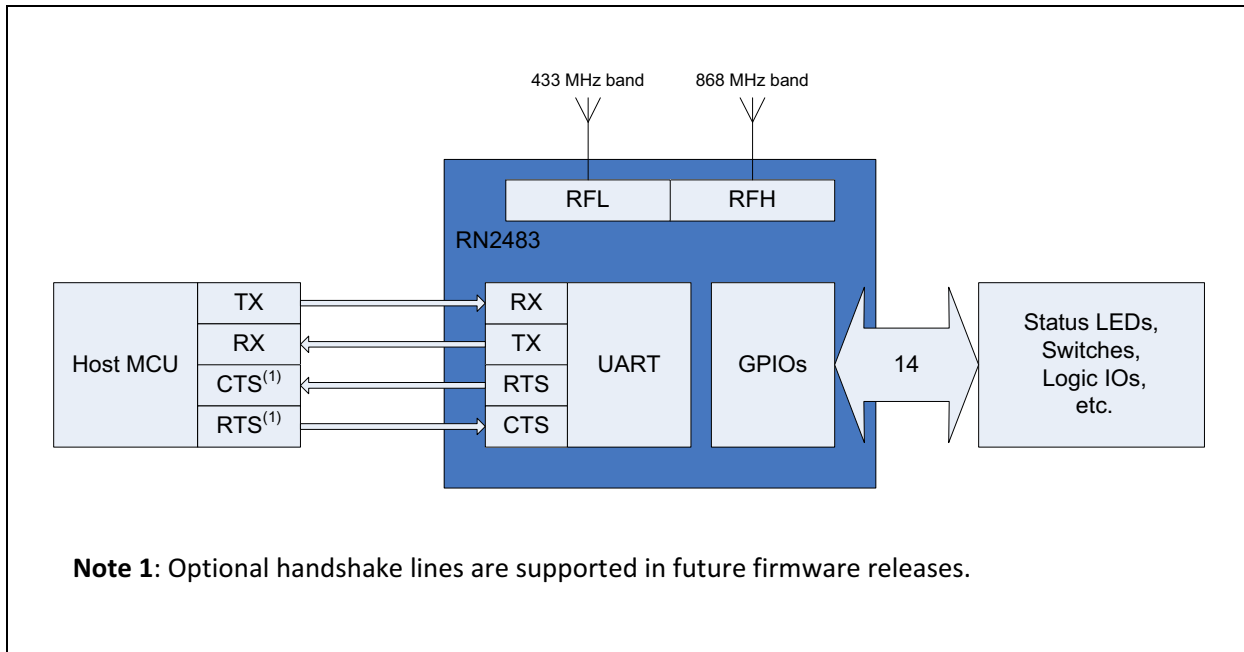 433 MHz band
868 MHz band
RFL
RFH
RN2483
Host MCU
TX
RX
CTS(1)
RTS(1)
RX
TX
RTS
CTS
UART
GPIOs
14
Status LEDs,
Switches,
Logic IOs,
etc.
Note 1: Optional handshake lines are supported in future firmware releases.